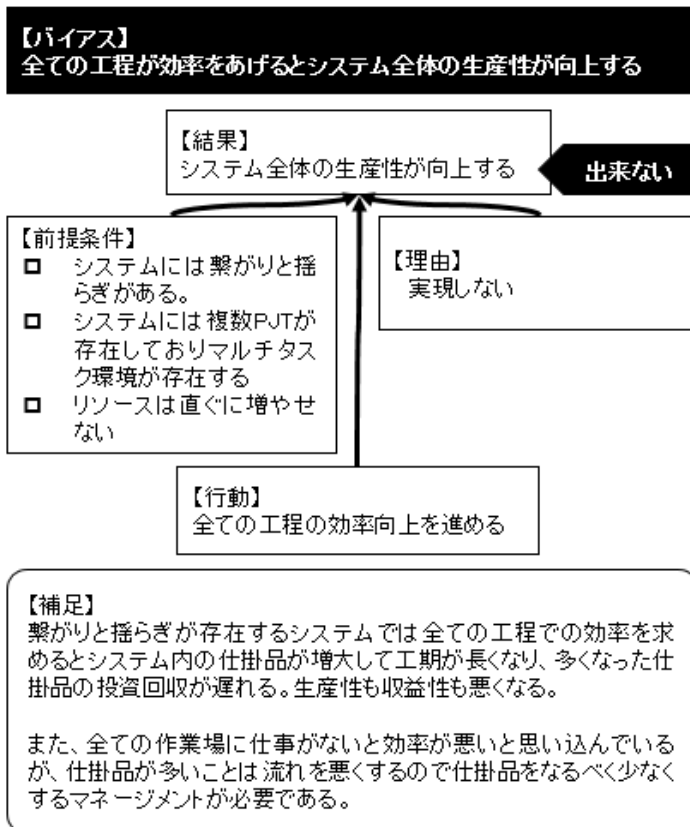 【バイアス】
全ての工程が効率をあげるとシステム全体の生産性が向上する
【結果】
システム全体の生産性が向上する
出来ない
【前提条件】
システムには繋がりと揺
らぎがある。
システムには複数PJTが
存在しておりマルチタス
ク環境が存在する
リソースは直ぐに増やせ
ない
【理由】
実現しない
【行動】
全ての工程の効率向上を進める
【補足】
繋がりと揺らぎが存在するシステムでは全ての工程での効率を求
めるとシステム内の仕掛品が増大して工期が長くなり、多くなった仕
掛品の投資回収が遅れる。生産性も収益性も悪くなる。
また、全ての作業場に仕事がないと効率が悪いと思い込んでいる
が、仕掛品が多いことは流れを悪くするので仕掛品をなるべく少なく
するマネージメントが必要である。